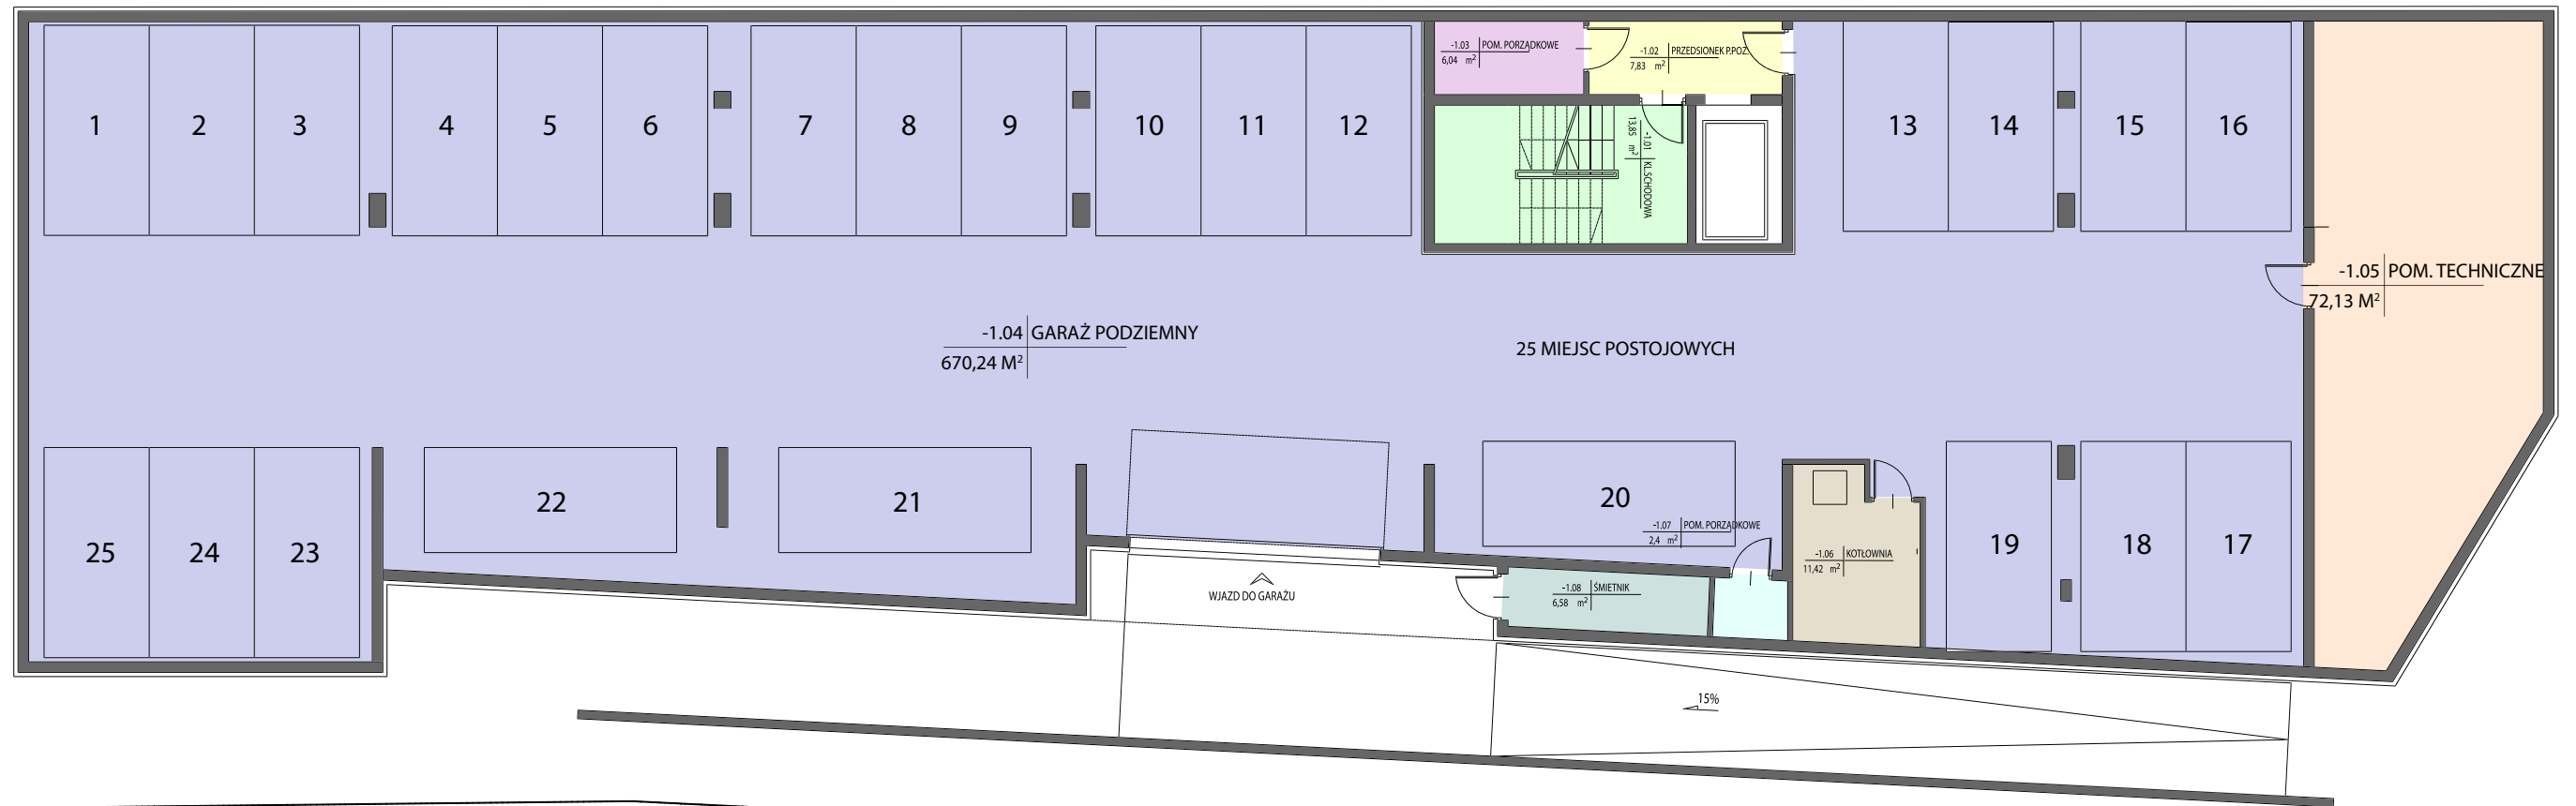 1 2 3 4 5 6 7 8 9 10 11 12 13 14 15 16
-1.03 POM. PORZĄDKOWE
6,04 m²
-1.02 PRZEDSIONEK P.POŻ.
7,83 m²
-1.01 KL.SCHODOWA
13,85 m²
-1.05 POM. TECHNICZNE
72,13 M²
-1.04 GARAŻ PODZIEMNY
670,24 M²
25 MIEJSC POSTOJOWYCH
25 24 23 22 21 20 19 18 17
-1.07 POM. PORZĄDKOWE
2,4 m²
-1.06 KOTŁOWNIA
11,42 m²
-1.08 ŚMIETNIK
6,58 m²
WJAZD DO GARAŻU
15%